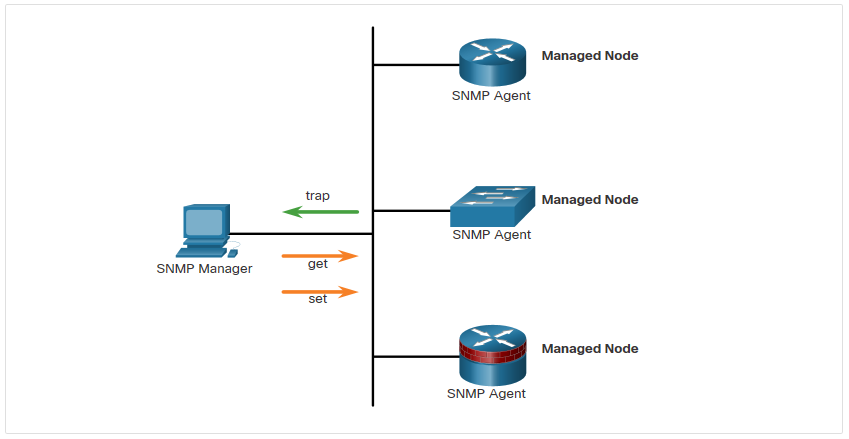 Managed Node
SNMP Agent
trap
Managed Node
SNMP Agent
SNMP Manager
get
set
Managed Node
SNMP Agent